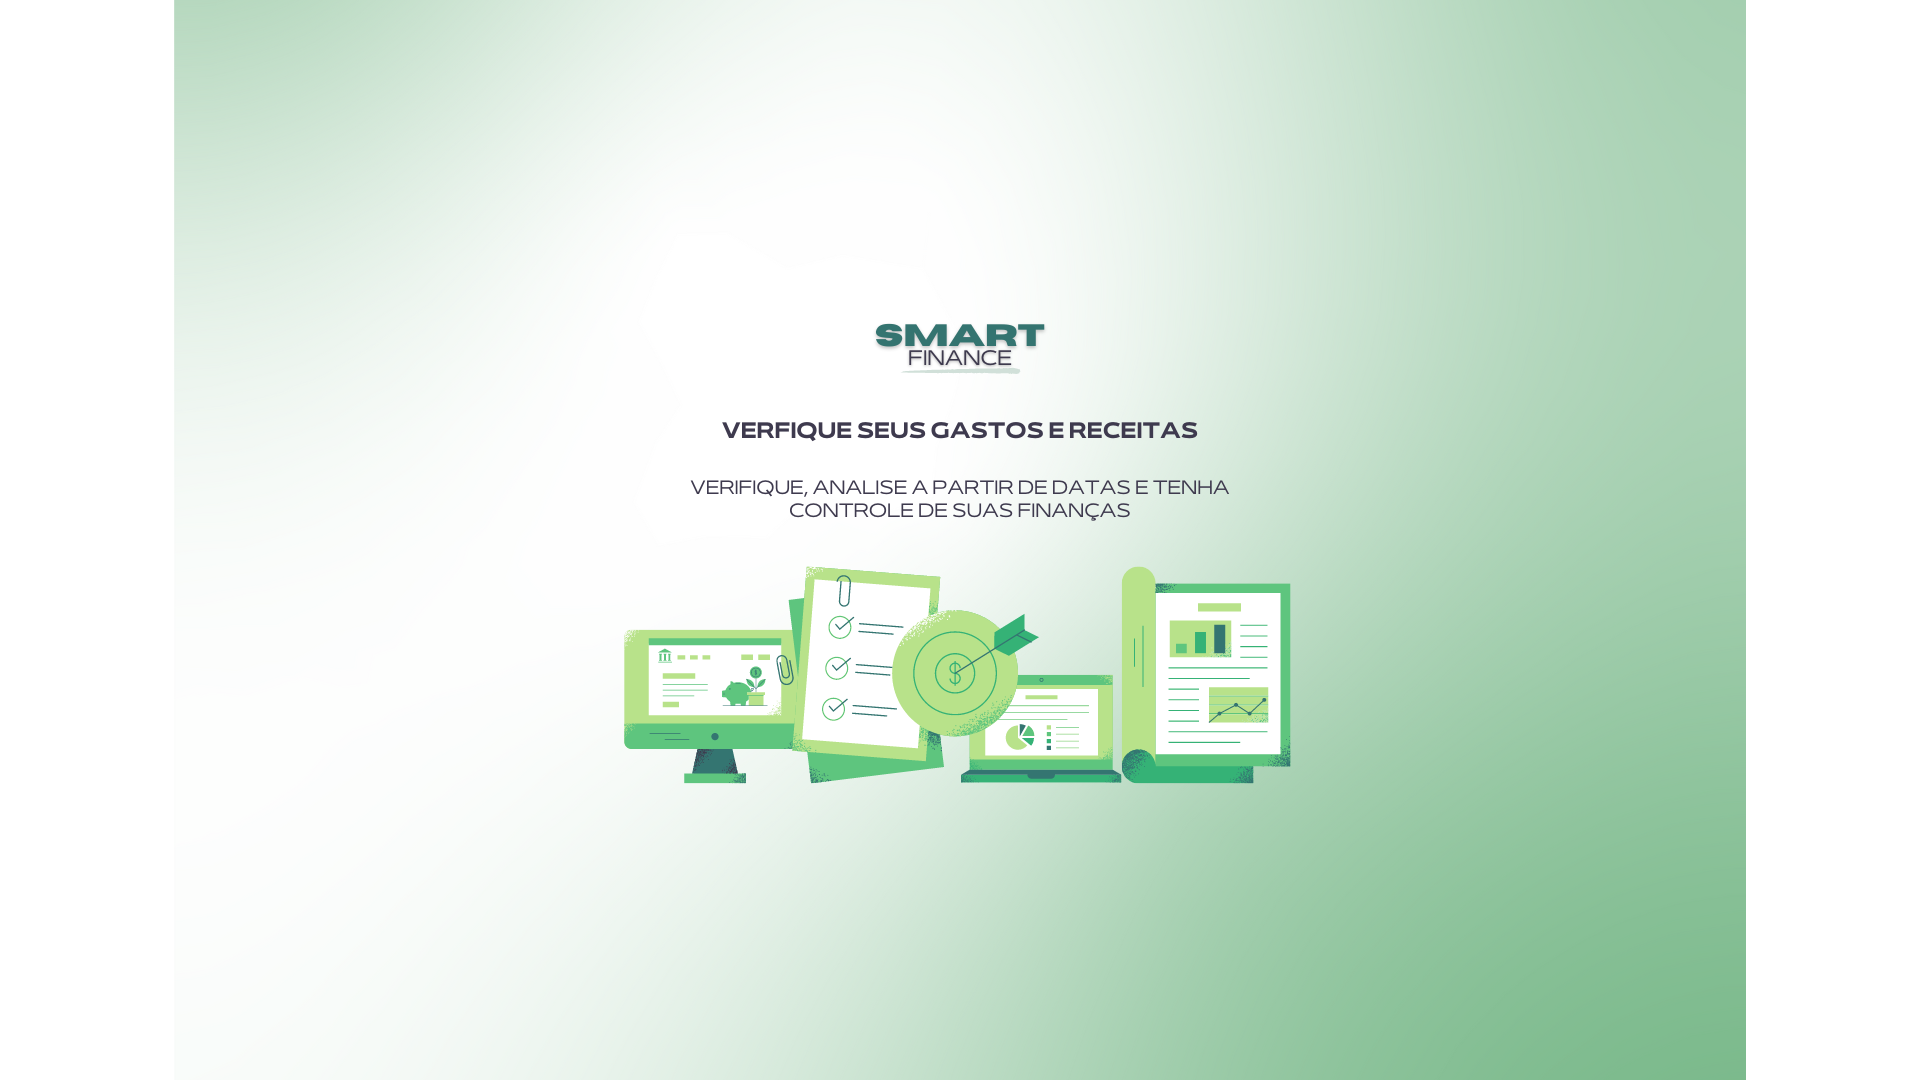 SMART
FINANCE
VERFIQUE SEUS GASTOS E RECEITAS
VERIFIQUE, ANALISE A PARTIR DE DATAS E TENHA
CONTROLE DE SUAS FINANÇAS
$